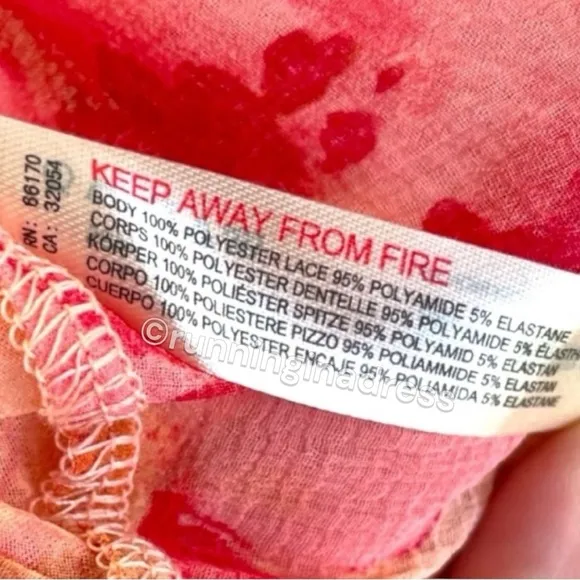 RN: 66170
CA: 32054
KEEP AWAY FROM FIRE
BODY 100% POLYESTER LACE 95% POLYAMIDE 5% ELASTANE
CORPS 100% POLYESTER DENTELLE 95% POLYAMIDE 5% ÉLASTHANNE
KÖRPER 100% POLIÉSTER SPITZE 95% POLYAMID 5% ELASTAN
CORPO 100% POLIESTERE PIZZO 95% POLIAMMIDE 5% ELASTAN
CUERPO 100% POLYESTER ENCAJE 95% POLIAMIDA 5% ELASTANE
©runninginadress